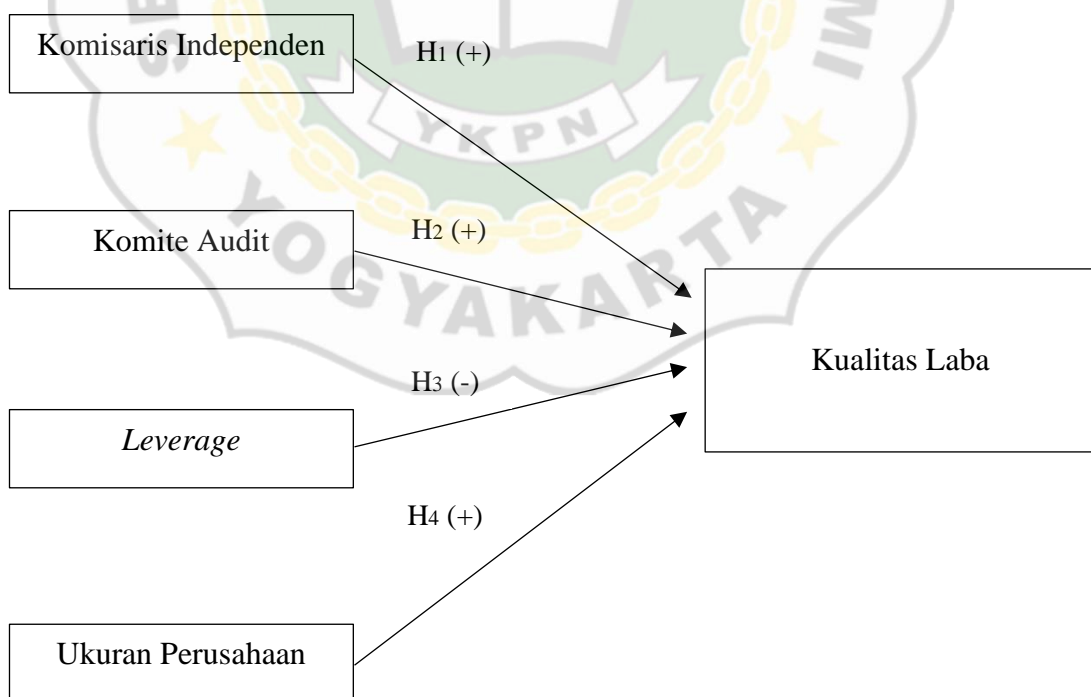 Komisaris Independen
H1 (+)
YKPN
YOGYAKARTA
Komite Audit
H2 (+)
Kualitas Laba
H3 (-)
Leverage
H4 (+)
Ukuran Perusahaan